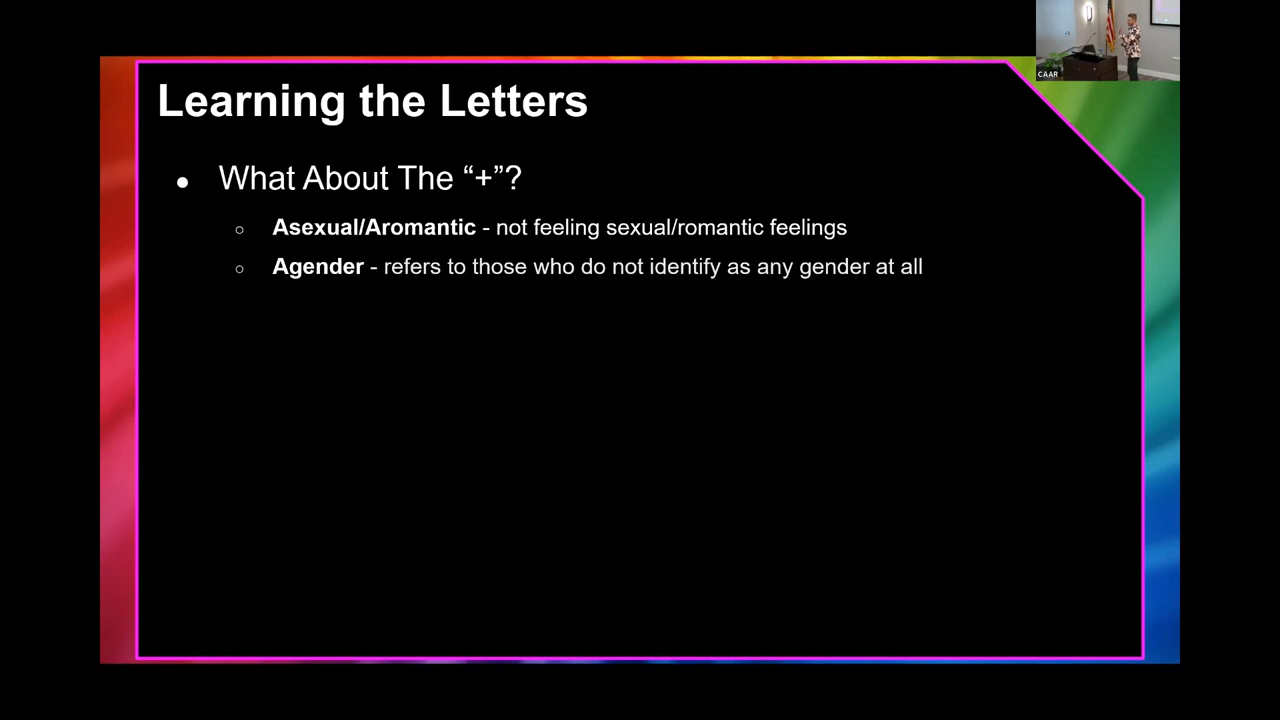 Learning the Letters
● What About The “+”?
○ Asexual/Aromantic - not feeling sexual/romantic feelings
○ Agender - refers to those who do not identify as any gender at all
CAAR